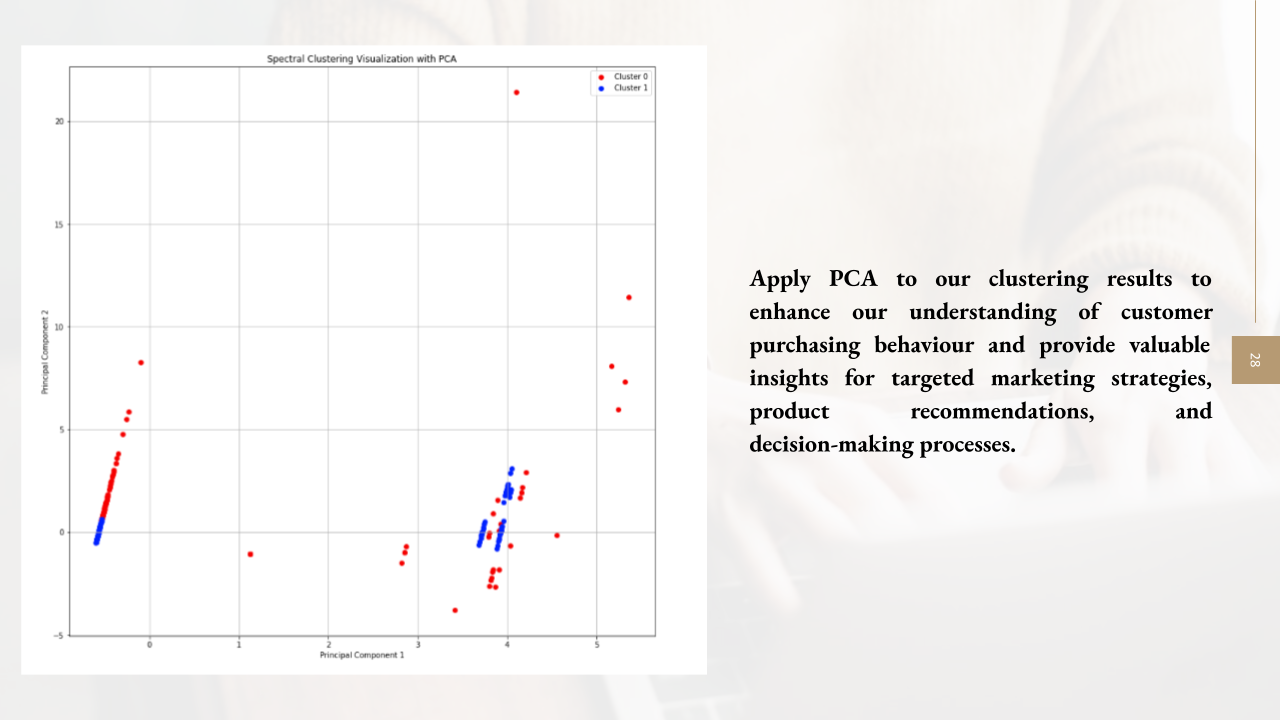 Spectral Clustering Visualization with PCA
Cluster 0
Cluster 1
20
15
10
5
0
−5
Principal Component 2
0 1 2 3 4 5
Principal Component 1
Apply PCA to our clustering results to
enhance our understanding of customer
purchasing behaviour and provide valuable
insights for targeted marketing strategies,
product recommendations, and
decision-making processes.
28